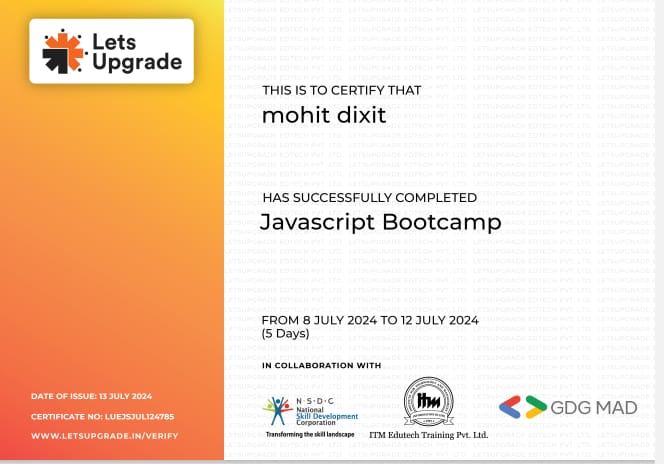 Lets
Upgrade
THIS IS TO CERTIFY THAT
mohit dixit
HAS SUCCESSFULLY COMPLETED
Javascript Bootcamp
FROM 8 JULY 2024 TO 12 JULY 2024
(5 Days)
IN COLLABORATION WITH
DATE OF ISSUE: 13 JULY 2024
CERTIFICATE NO: LUEJSJUL124785
WWW.LETSUPGRADE.IN/VERIFY
N·S·D·C
National
Skill Development
Corporation
Transforming the skill landscape
itm
ITM Edutech Training Pvt. Ltd.
GDG MAD